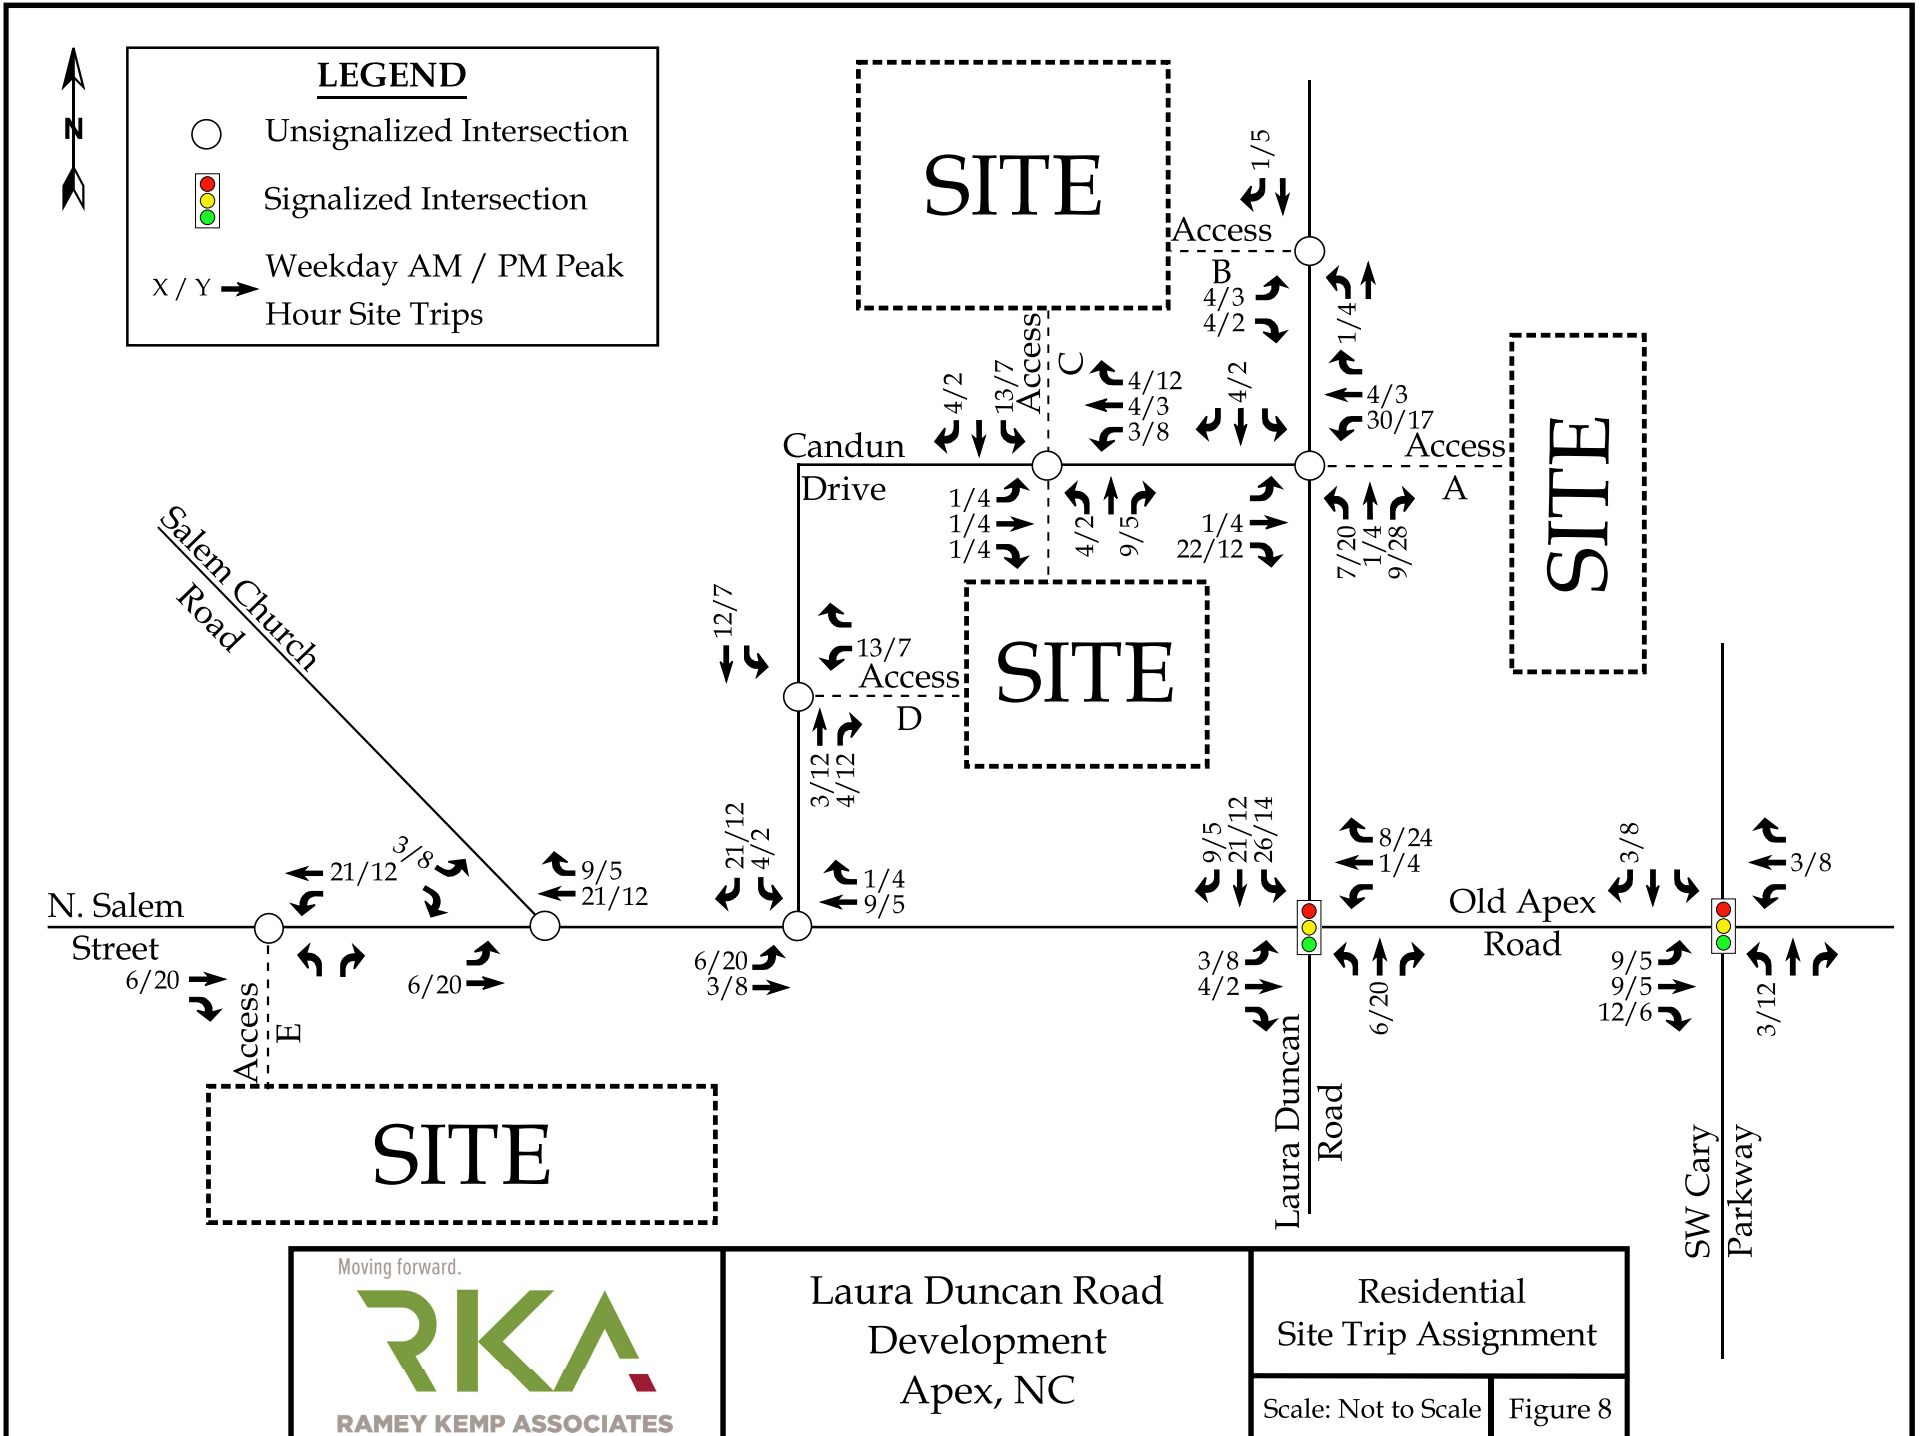 LEGEND
Unsignalized Intersection
Signalized Intersection
X / Y
Weekday AM / PM Peak
Hour Site Trips
N
SITE
1/5
Access
B
4/3
4/2
1/4
Access
C
4/2
13/7
4/12
4/3
3/8
4/2
4/3
30/17
Access
A
Candun
Drive
1/4
1/4
1/4
4/2
9/5
1/4
22/12
7/20
1/4
9/28
SITE
Salem Church
Road
12/7
13/7
Access
D
SITE
3/12
4/12
21/12
3/8
9/5
21/12
21/12
4/2
1/4
9/5
9/5
21/12
26/14
8/24
1/4
3/8
3/8
N. Salem
Street
Old Apex
Road
6/20
6/20
6/20
3/8
3/8
4/2
6/20
9/5
9/5
12/6
3/12
Access
E
SITE
Laura Duncan
Road
SW Cary
Parkway
Moving forward.
RKA
RAMEY KEMP ASSOCIATES
Laura Duncan Road
Development
Apex, NC
Residential
Site Trip Assignment
Scale: Not to Scale
Figure 8